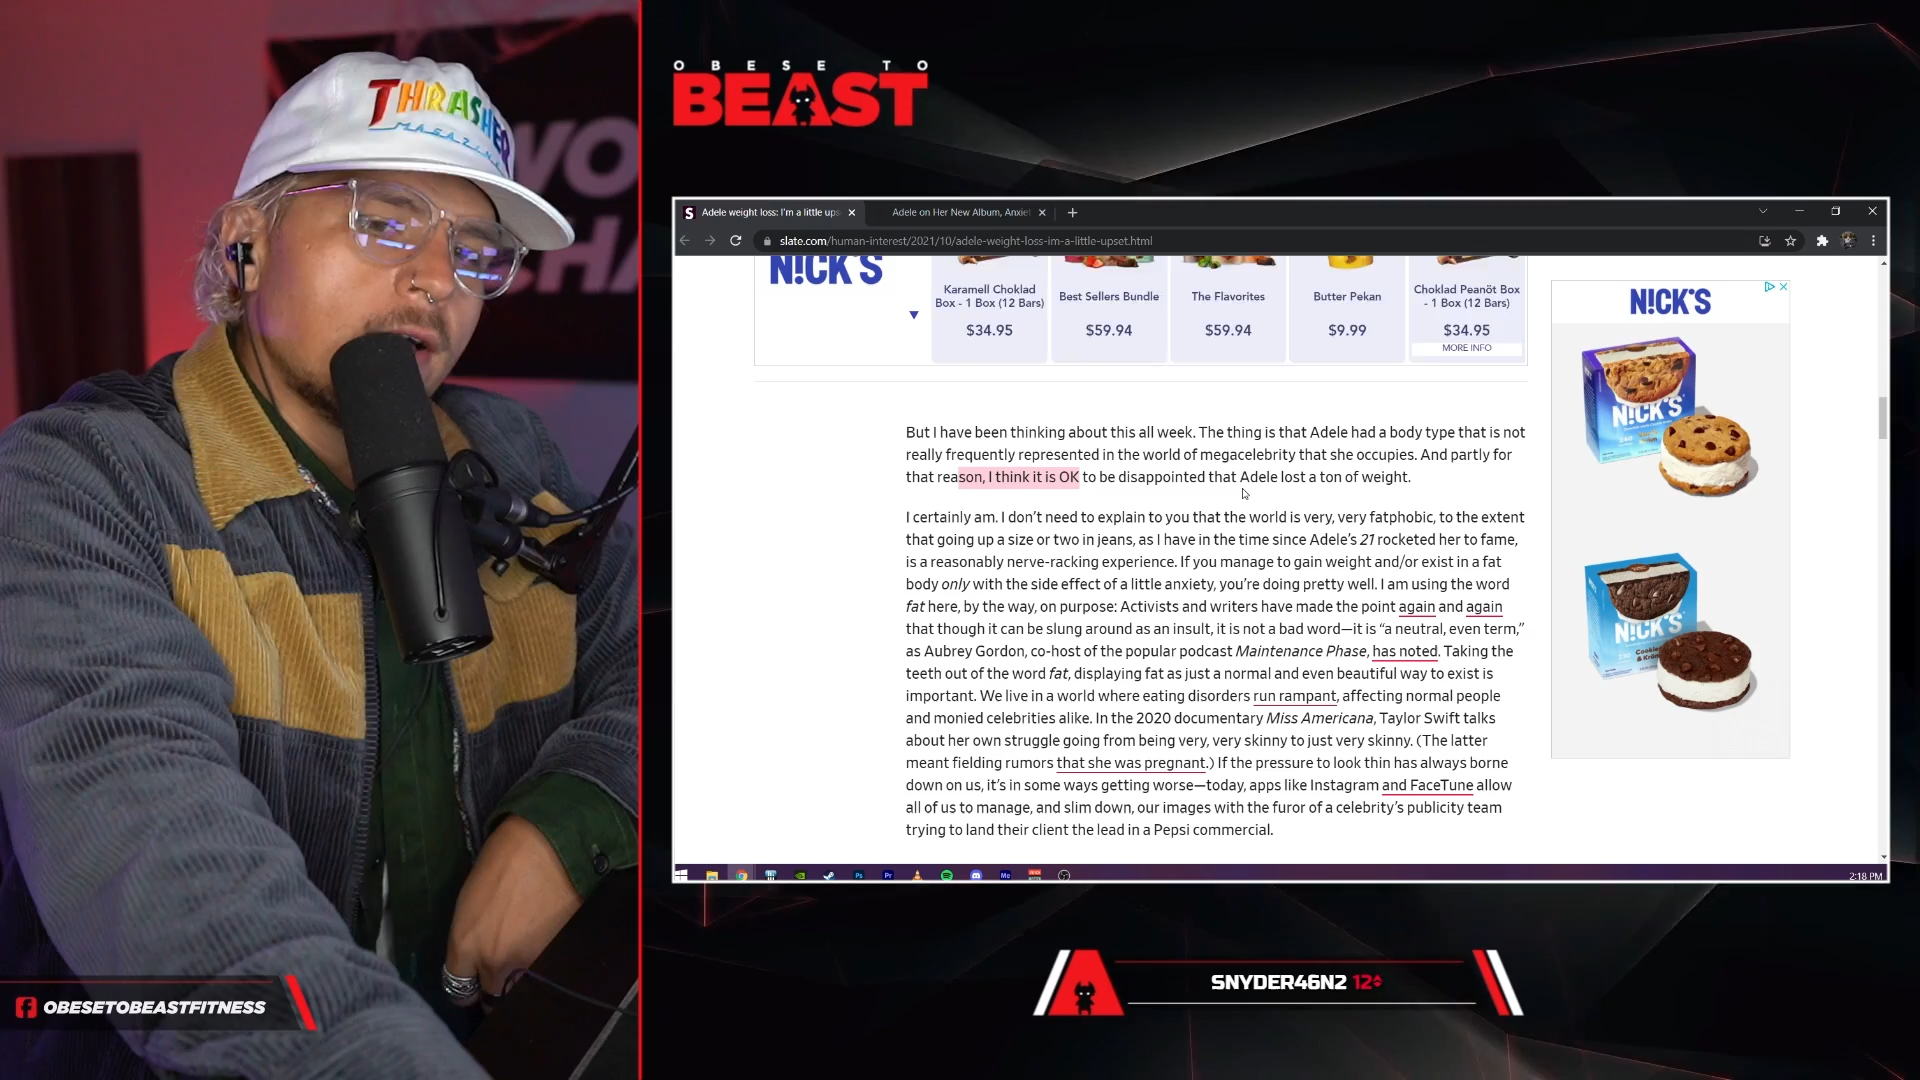 THRASHER
MAGAZINE
OBESE TO
BEAST
Adele weight loss: I'm a little ups
Adele on Her New Album, Anxiet
slate.com/human-interest/2021/10/adele-weight-loss-im-a-little-upset.html
N!CK'S
Karamell Choklad
Box - 1 Box (12 Bars)
$34.95
Best Sellers Bundle
$59.94
The Flavorites
$59.94
Butter Pekan
$9.99
Choklad Peanöt Box
- 1 Box (12 Bars)
$34.95
MORE INFO
N!CK'S
N!CK'S
N!CK'S
But I have been thinking about this all week. The thing is that Adele had a body type that is not
really frequently represented in the world of megacelebrity that she occupies. And partly for
that reason, I think it is OK to be disappointed that Adele lost a ton of weight.
I certainly am. I don't need to explain to you that the world is very, very fatphobic, to the extent
that going up a size or two in jeans, as I have in the time since Adele's 21 rocketed her to fame,
is a reasonably nerve-racking experience. If you manage to gain weight and/or exist in a fat
body only with the side effect of a little anxiety, you're doing pretty well. I am using the word
fat here, by the way, on purpose: Activists and writers have made the point again and again
that though it can be slung around as an insult, it is not a bad word—it is “a neutral, even term,”
as Aubrey Gordon, co-host of the popular podcast Maintenance Phase, has noted. Taking the
teeth out of the word fat, displaying fat as just a normal and even beautiful way to exist is
important. We live in a world where eating disorders run rampant, affecting normal people
and monied celebrities alike. In the 2020 documentary Miss Americana, Taylor Swift talks
about her own struggle going from being very, very skinny to just very skinny. (The latter
meant fielding rumors that she was pregnant.) If the pressure to look thin has always borne
down on us, it's in some ways getting worse—today, apps like Instagram and FaceTune allow
all of us to manage, and slim down, our images with the furor of a celebrity's publicity team
trying to land their client the lead in a Pepsi commercial.
2:18 PM
OBESETOBEASTFITNESS
SNYDER46N2 12